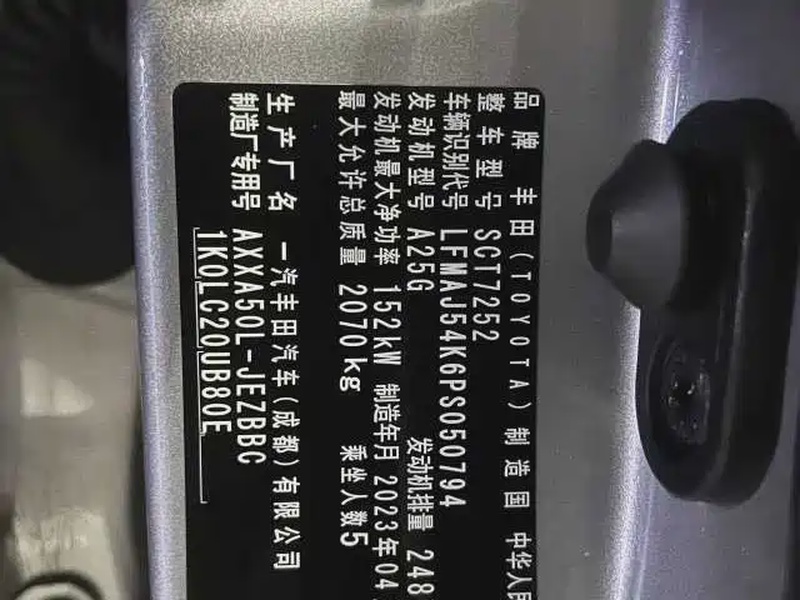 品牌 丰田(TOYOTA) 制造国 中华人民
整车型号 SCT7252
车辆识别代号 LFMAJ54K6PS050794
发动机型号 A25G 发动机排量 248
发动机最大净功率 152kW 制造年月 2023年04
最大允许总质量 2070kg 乘坐人数5
生产厂名 一汽丰田汽车(成都)有限公司
制造厂专用号 AXXA50L-JEZBBC
1K0LC20UB80E